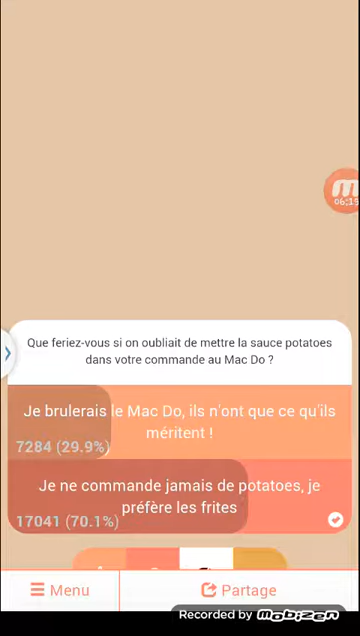 06:15
Que feriez-vous si on oubliait de mettre la sauce potatoes
dans votre commande au Mac Do ?
Je brulerais le Mac Do, ils n'ont que ce qu'ils
méritent !
7284 (29.9%)
Je ne commande jamais de potatoes, je
préfère les frites
17041 (70.1%)
Menu
Partage
Recorded by mobizen